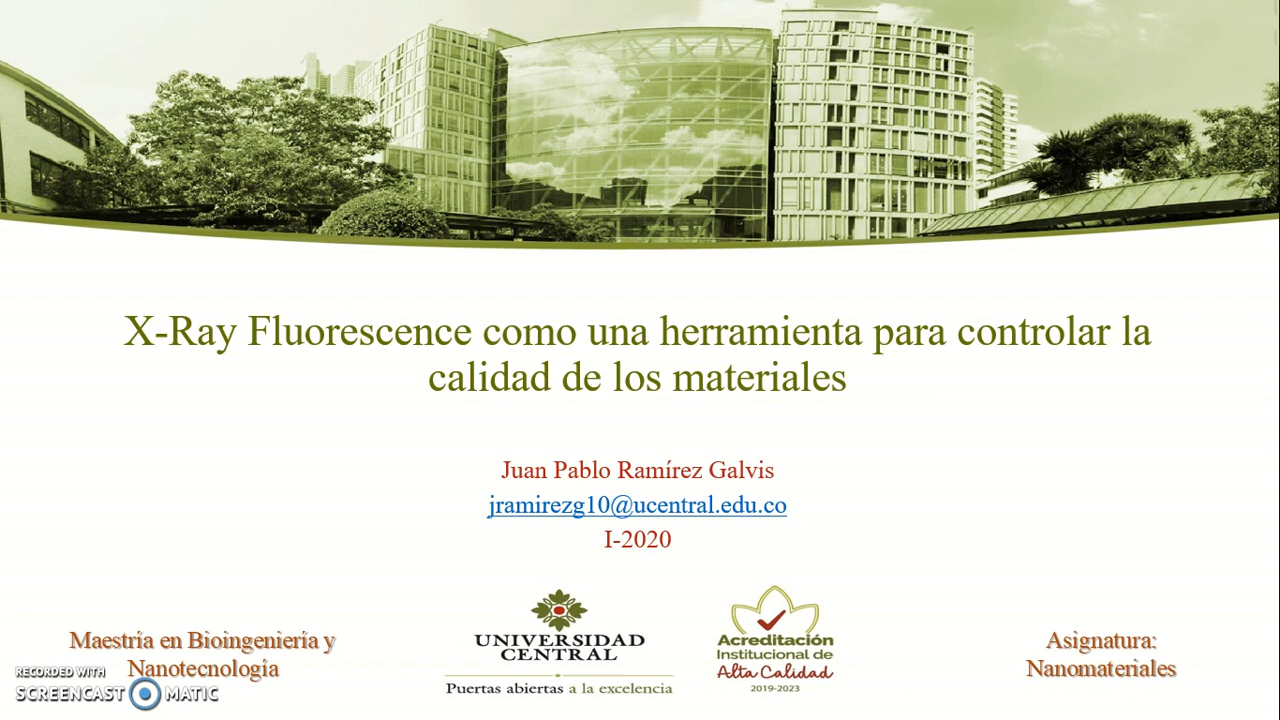 X-Ray Fluorescence como una herramienta para controlar la
calidad de los materiales
Juan Pablo Ramírez Galvis
jramirezg10@ucentral.edu.co
I-2020
Maestría en Bioingeniería y
Nanotecnología
RECORDED WITH
SCREENCAST MATIC
UNIVERSIDAD
CENTRAL
Puertas abiertas a la excelencia
Acreditación
Institucional de
Alta Calidad
2019-2023
Asignatura:
Nanomateriales